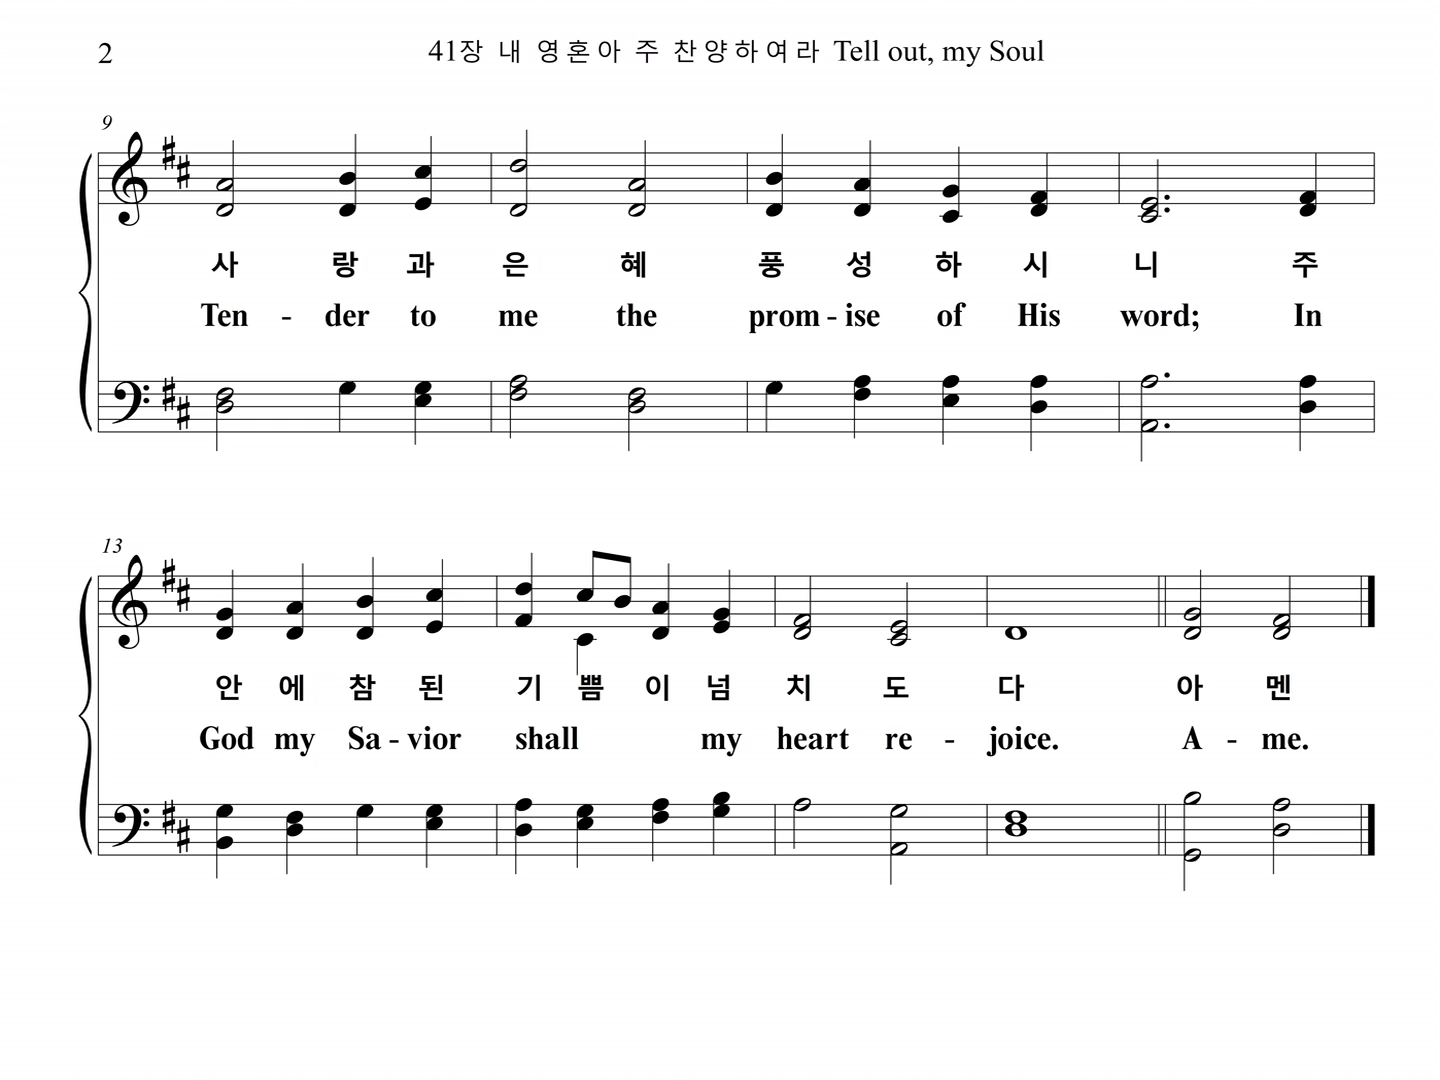 2 41장 내 영혼아 주 찬양하여라 Tell out, my Soul
9
사 랑 과 은 혜 풍 성 하 시 니 주
Ten - der to me the prom - ise of His word; In
13
안 에 참 된 기 쁨 이 넘 치 도 다 아 멘
God my Sa - vior shall my heart re - joice. A - me.